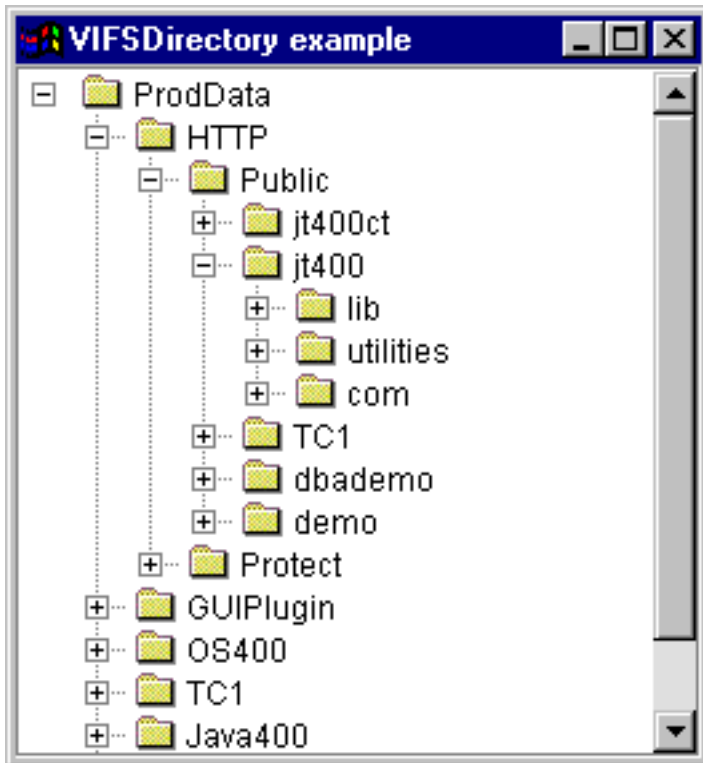 VIFSDirectory example
ProdData
HTTP
Public
jt400ct
jt400
lib
utilities
com
TC1
dbademo
demo
Protect
GUIPlugin
OS400
TC1
Java400